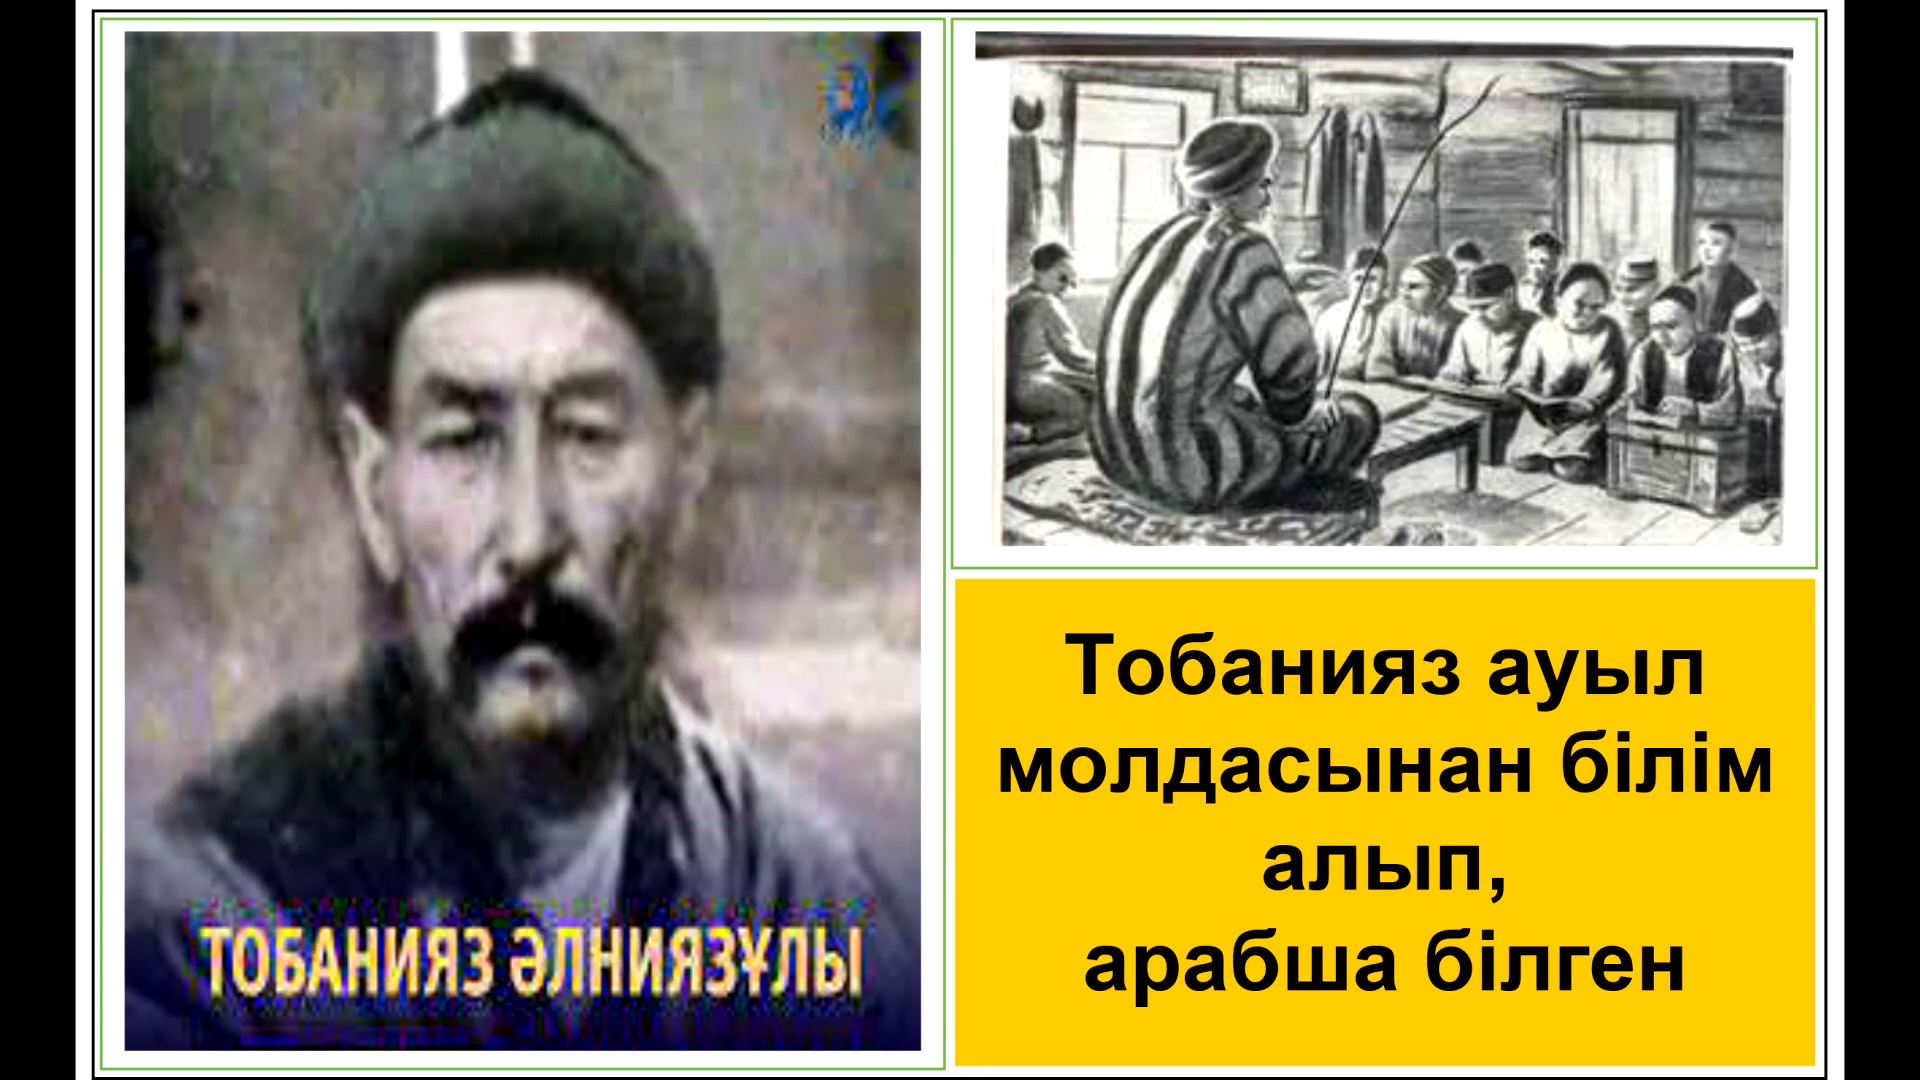 ТОБАНИЯЗ ӘЛНИЯЗҰЛЫ
Тобанияз ауыл
молдасынан білім
алып,
арабша білген